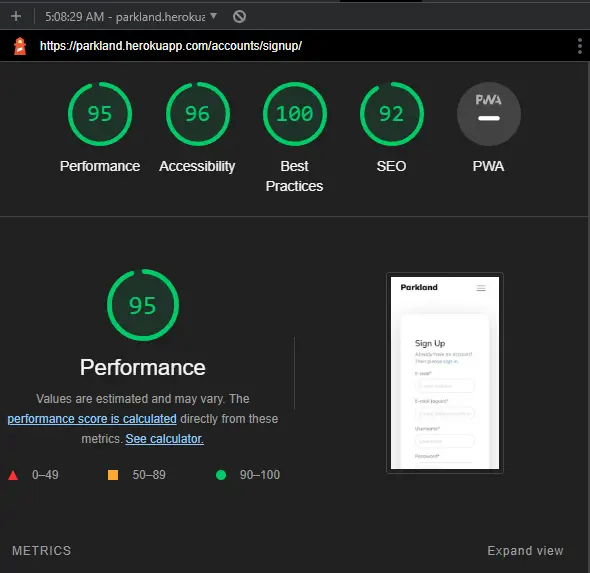 5:08:29 AM - parkland.heroku
https://parkland.herokuapp.com/accounts/signup/
95 96 100 92 PWA
Performance Accessibility Best Practices SEO PWA
95
Performance
Values are estimated and may vary. The
performance score is calculated directly from these
metrics. See calculator.
0–49 50–89 90–100
Parkland
Sign Up
Already have an account?
Then please sign in.
E-mail*
Username*
Password*
METRICS Expand view